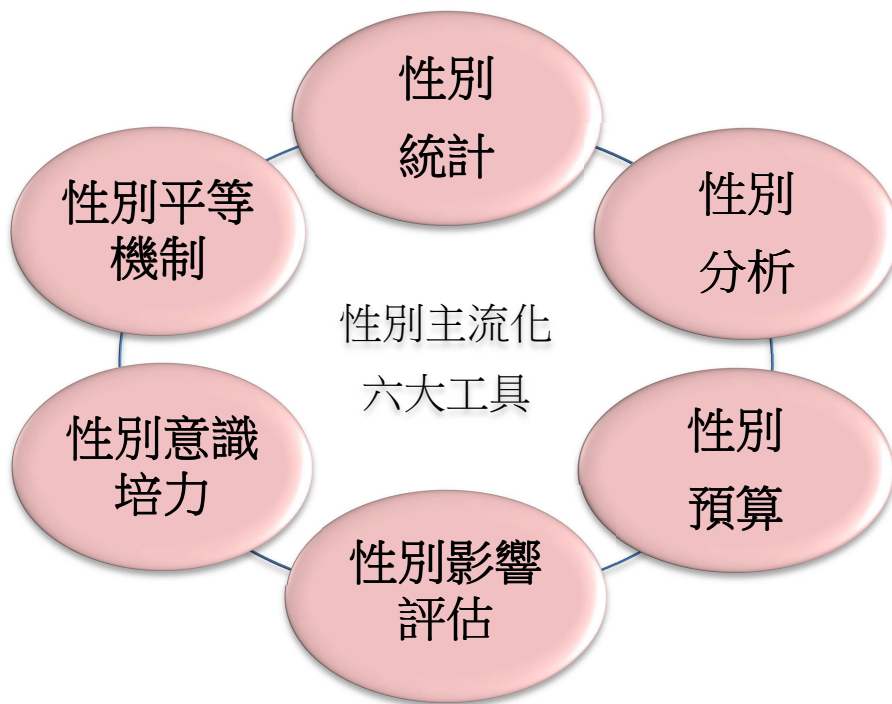 性別
統計
性別
分析
性別
預算
性別影響
評估
性別意識
培力
性別平等
機制
性別主流化
六大工具